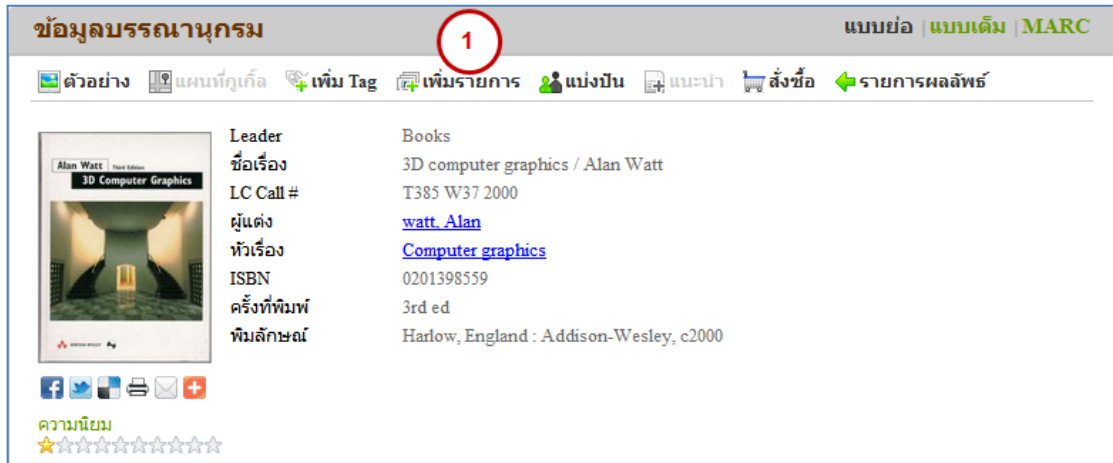 ข้อมูลบรรณานุกรม
1
แบบย่อ | แบบเต็ม | MARC
ตัวอย่าง แผนที่กูเกิ้ล เพิ่ม Tag เพิ่มรายการ แบ่งปัน แนะนำ สั่งซื้อ รายการผลลัพธ์
Alan Watt Third Edition
3D Computer Graphics
Leader Books
ชื่อเรื่อง 3D computer graphics / Alan Watt
LC Call # T385 W37 2000
ผู้แต่ง watt, Alan
หัวเรื่อง Computer graphics
ISBN 0201398559
ครั้งที่พิมพ์ 3rd ed
พิมลักษณ์ Harlow, England : Addison-Wesley, c2000
ความนิยม